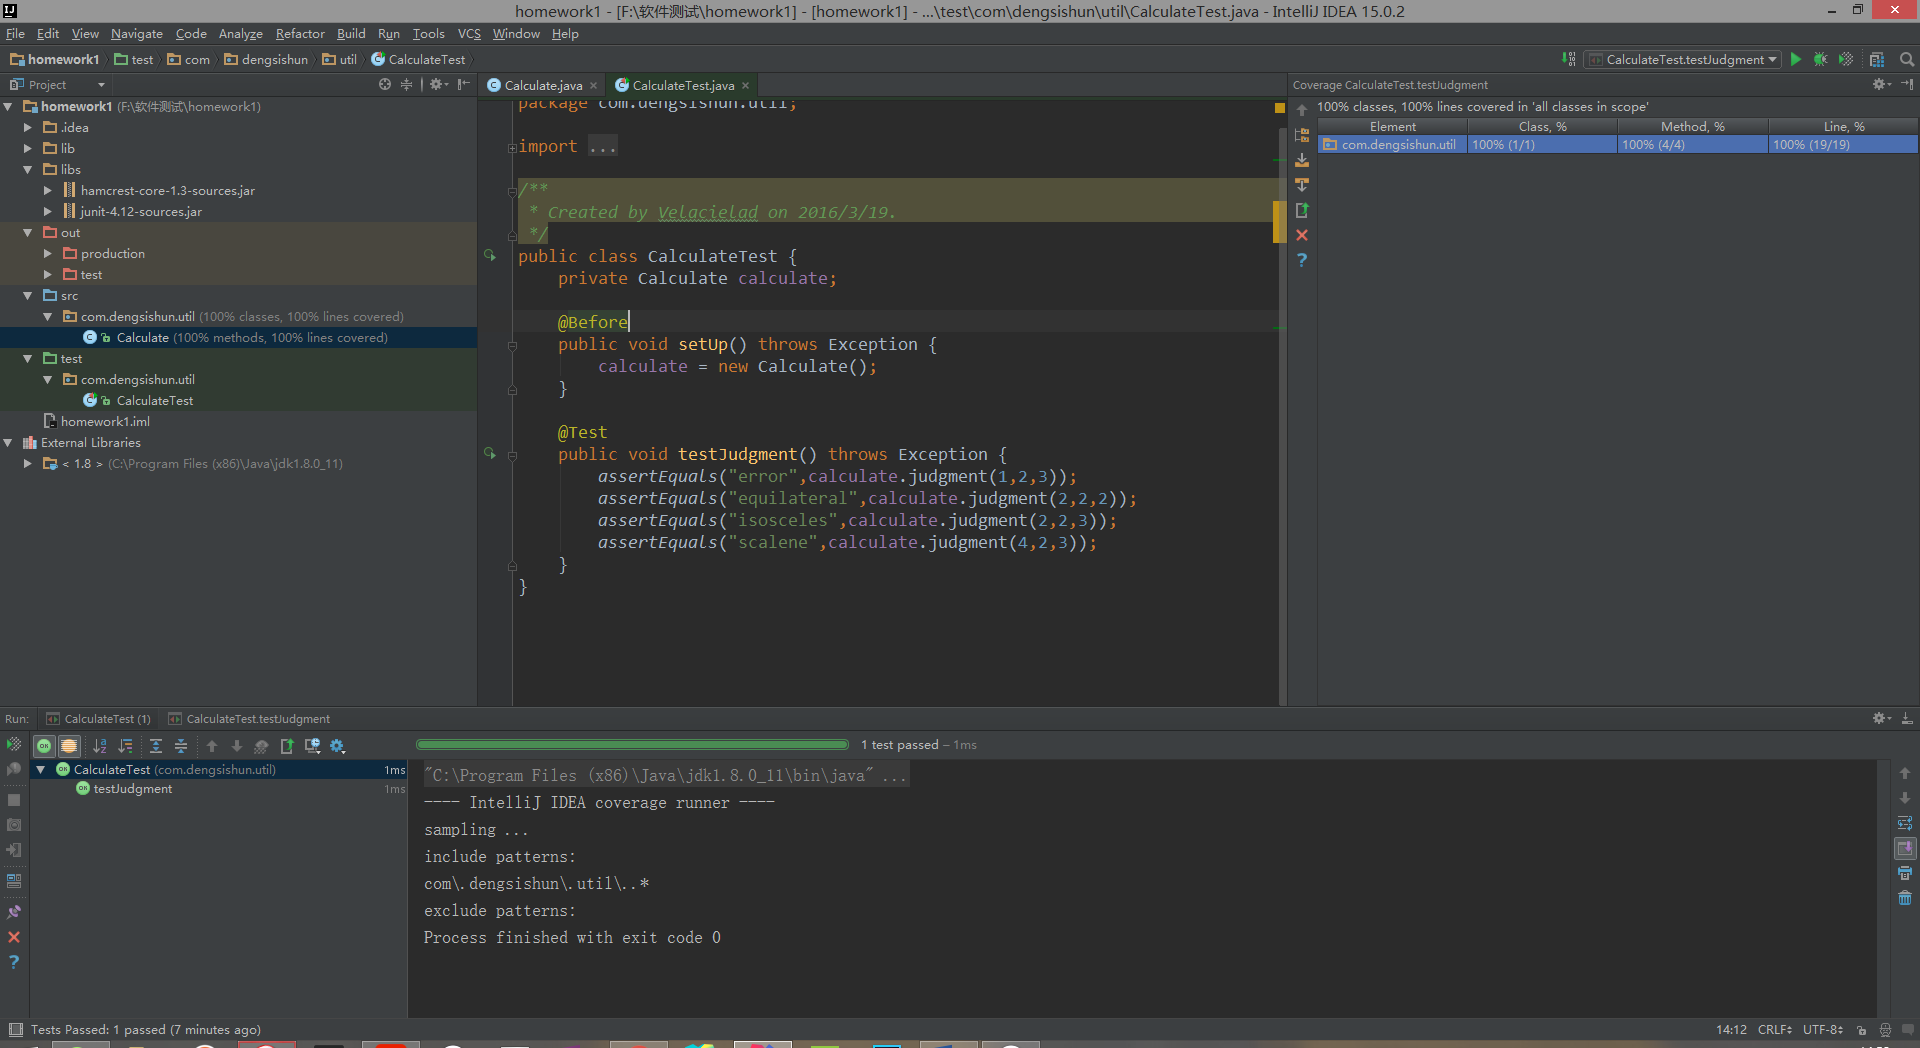 homework1 - [F:\软件测试\homework1] - [homework1] - ...\test\com\dengsishun\util\CalculateTest.java - IntelliJ IDEA 15.0.2
File Edit View Navigate Code Analyze Refactor Build Run Tools VCS Window Help
homework1 test com dengsishun util CalculateTest
CalculateTest.testJudgment
Project
homework1 (F:\软件测试\homework1)
.idea
lib
libs
hamcrest-core-1.3-sources.jar
junit-4.12-sources.jar
out
production
test
src
com.dengsishun.util (100% classes, 100% lines covered)
Calculate (100% methods, 100% lines covered)
test
com.dengsishun.util
CalculateTest
homework1.iml
External Libraries
< 1.8 > (C:\Program Files (x86)\Java\jdk1.8.0_11)
Calculate.java CalculateTest.java
package com.dengsishun.util;
import ...
/**
* Created by Velacielad on 2016/3/19.
*/
public class CalculateTest {
private Calculate calculate;
@Before
public void setUp() throws Exception {
calculate = new Calculate();
}
@Test
public void testJudgment() throws Exception {
assertEquals("error",calculate.judgment(1,2,3));
assertEquals("equilateral",calculate.judgment(2,2,2));
assertEquals("isosceles",calculate.judgment(2,2,3));
assertEquals("scalene",calculate.judgment(4,2,3));
}
}
Coverage CalculateTest.testJudgment
100% classes, 100% lines covered in 'all classes in scope'
Element Class, % Method, % Line, %
com.dengsishun.util 100% (1/1) 100% (4/4) 100% (19/19)
Run: CalculateTest (1) CalculateTest.testJudgment
1 test passed – 1ms
CalculateTest (com.dengsishun.util) 1ms
testJudgment 1ms
"C:\Program Files (x86)\Java\jdk1.8.0_11\bin\java" ...
---- IntelliJ IDEA coverage runner ----
sampling ...
include patterns:
com\.dengsishun\.util\..*
exclude patterns:
Process finished with exit code 0
Tests Passed: 1 passed (7 minutes ago)
14:12 CRLF UTF-8